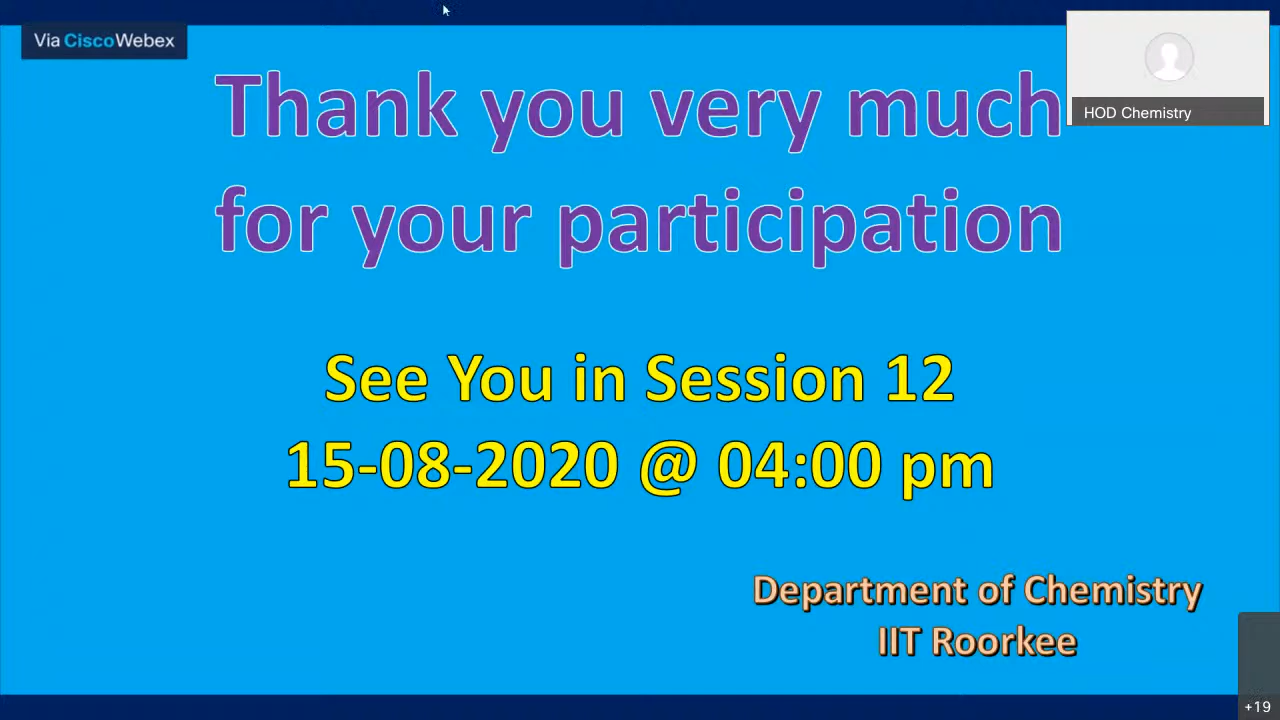 Via CiscoWebex
HOD Chemistry
Thank you very much
for your participation
See You in Session 12
15-08-2020 @ 04:00 pm
Department of Chemistry
IIT Roorkee
+19